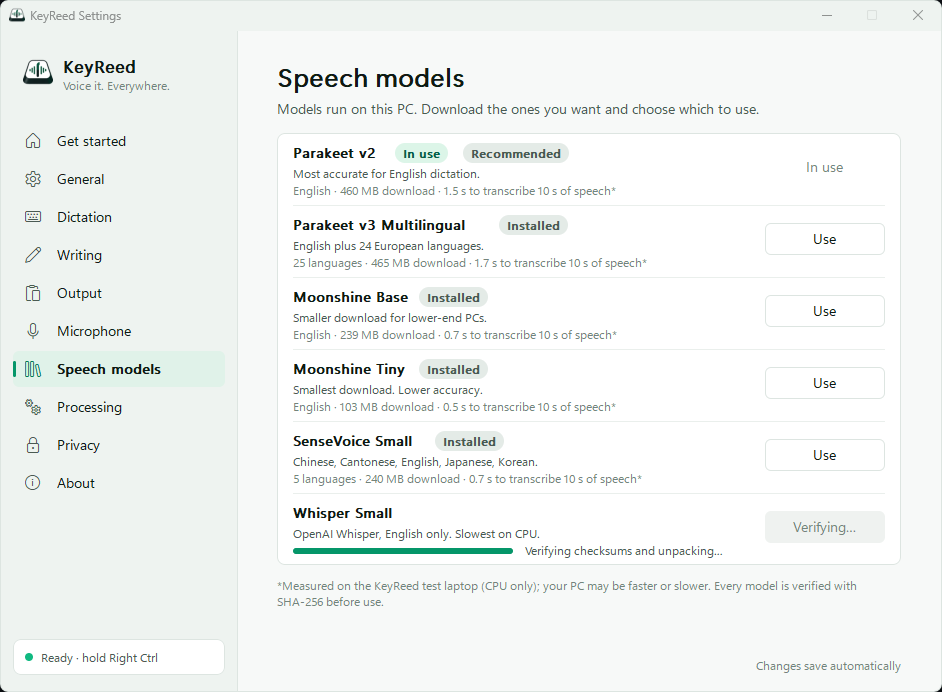 KeyReed Settings
KeyReed
Voice it. Everywhere.
Get started
General
Dictation
Writing
Output
Microphone
Speech models
Processing
Privacy
About
Ready · hold Right Ctrl
Speech models
Models run on this PC. Download the ones you want and choose which to use.
Parakeet v2 In use Recommended
Most accurate for English dictation.
English · 460 MB download · 1.5 s to transcribe 10 s of speech*
In use
Parakeet v3 Multilingual Installed
English plus 24 European languages.
25 languages · 465 MB download · 1.7 s to transcribe 10 s of speech*
Use
Moonshine Base Installed
Smaller download for lower-end PCs.
English · 239 MB download · 0.7 s to transcribe 10 s of speech*
Use
Moonshine Tiny Installed
Smallest download. Lower accuracy.
English · 103 MB download · 0.5 s to transcribe 10 s of speech*
Use
SenseVoice Small Installed
Chinese, Cantonese, English, Japanese, Korean.
5 languages · 240 MB download · 0.7 s to transcribe 10 s of speech*
Use
Whisper Small
OpenAI Whisper, English only. Slowest on CPU.
Verifying checksums and unpacking...
Verifying...
*Measured on the KeyReed test laptop (CPU only); your PC may be faster or slower. Every model is verified with
SHA-256 before use.
Changes save automatically